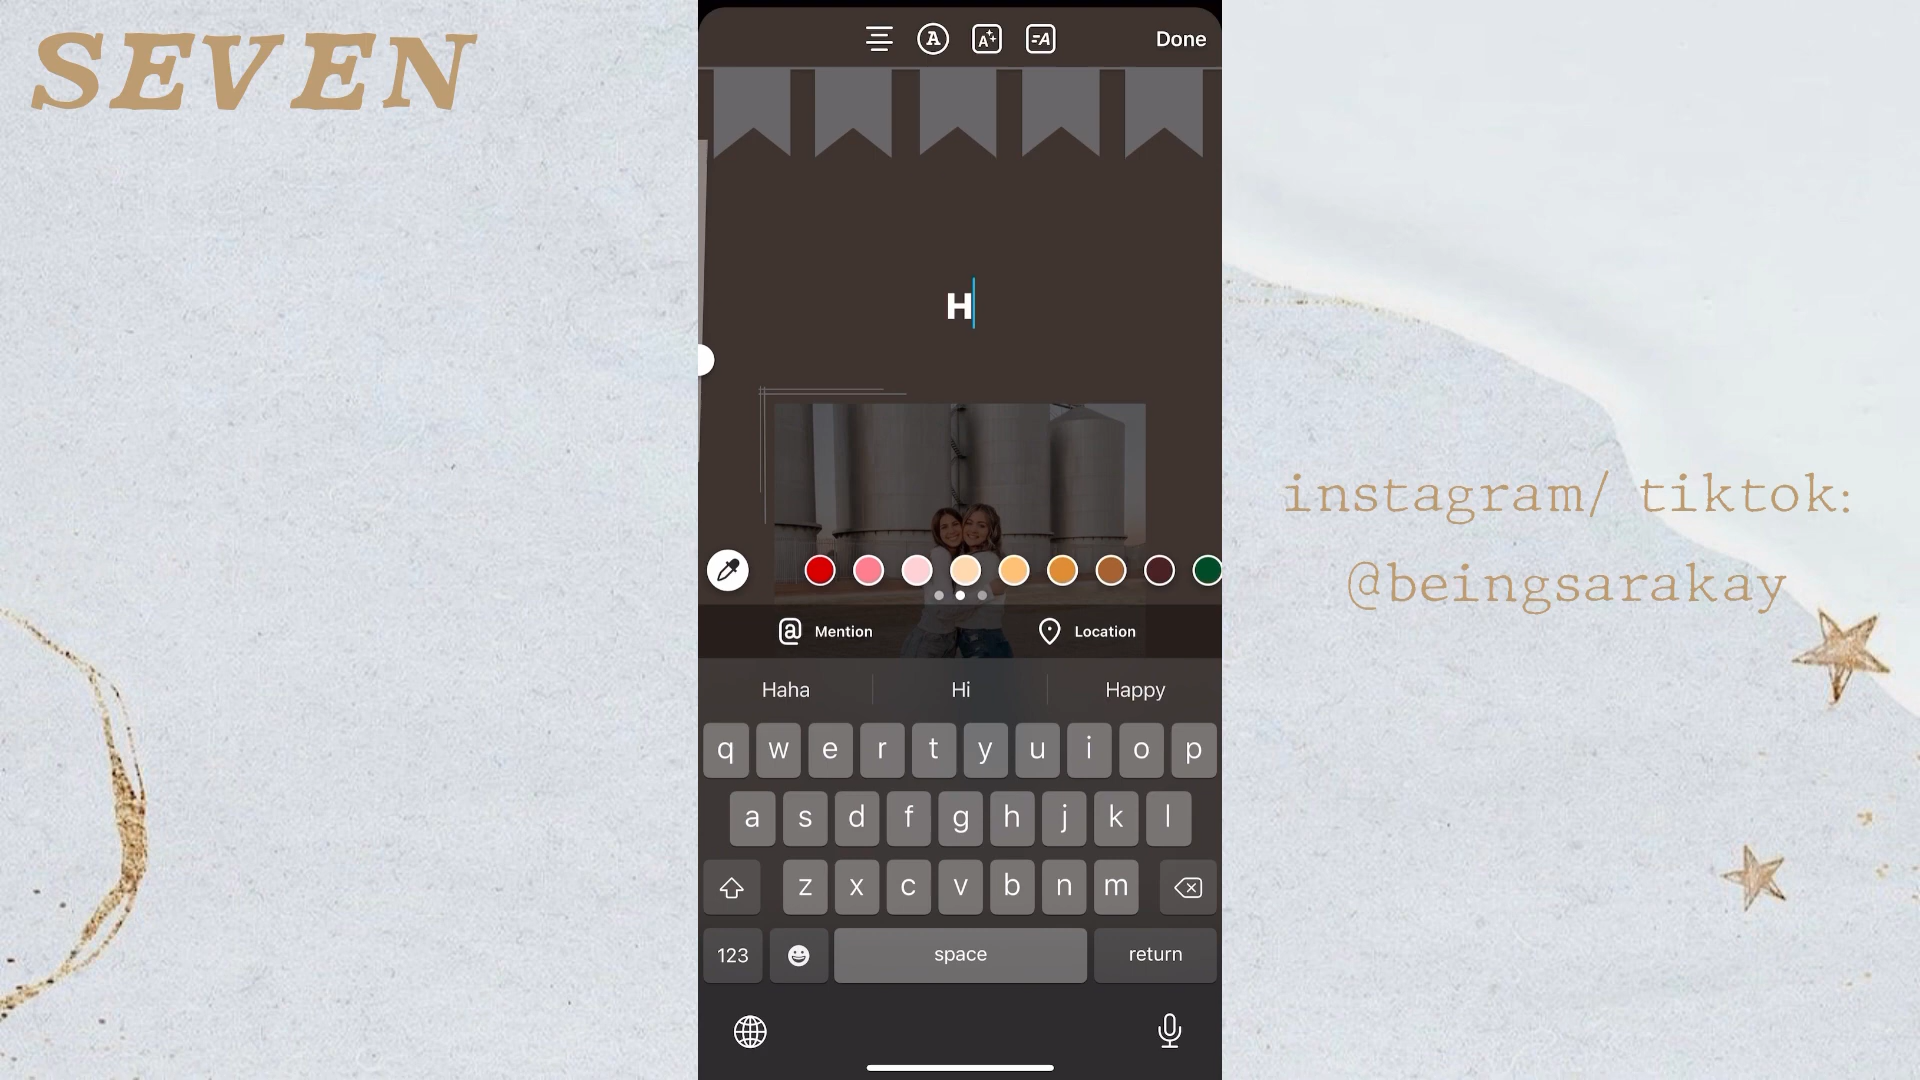 SEVEN
Done
H
instagram/ tiktok:
@beingsarakay
Mention
Location
Haha
Hi
Happy
q w e r t y u i o p
a s d f g h j k l
z x c v b n m
123
space
return